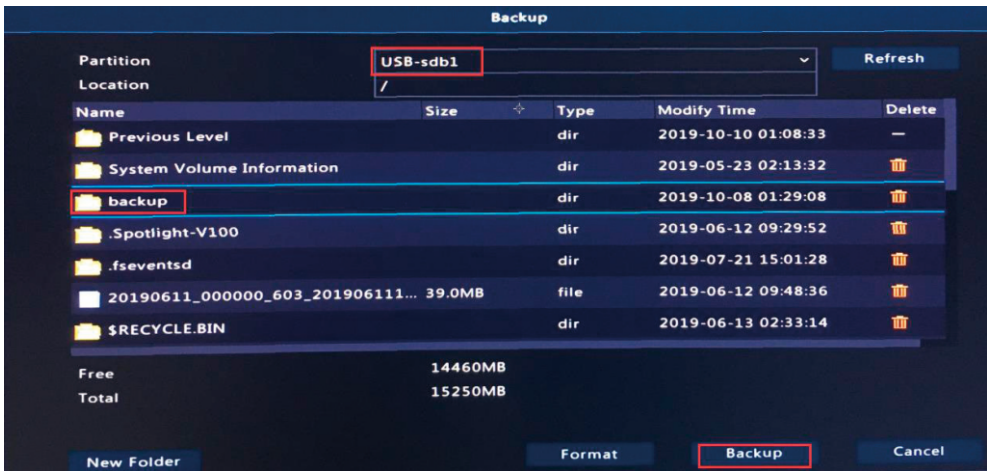 Backup
Partition USB-sdb1 Refresh
Location /
Name Size Type Modify Time Delete
Previous Level dir 2019-10-10 01:08:33 —
System Volume Information dir 2019-05-23 02:13:32
backup dir 2019-10-08 01:29:08
.Spotlight-V100 dir 2019-06-12 09:29:52
.fseventsd dir 2019-07-21 15:01:28
20190611_000000_603_201906111... 39.0MB file 2019-06-12 09:48:36
$RECYCLE.BIN dir 2019-06-13 02:33:14
Free 14460MB
Total 15250MB
New Folder Format Backup Cancel